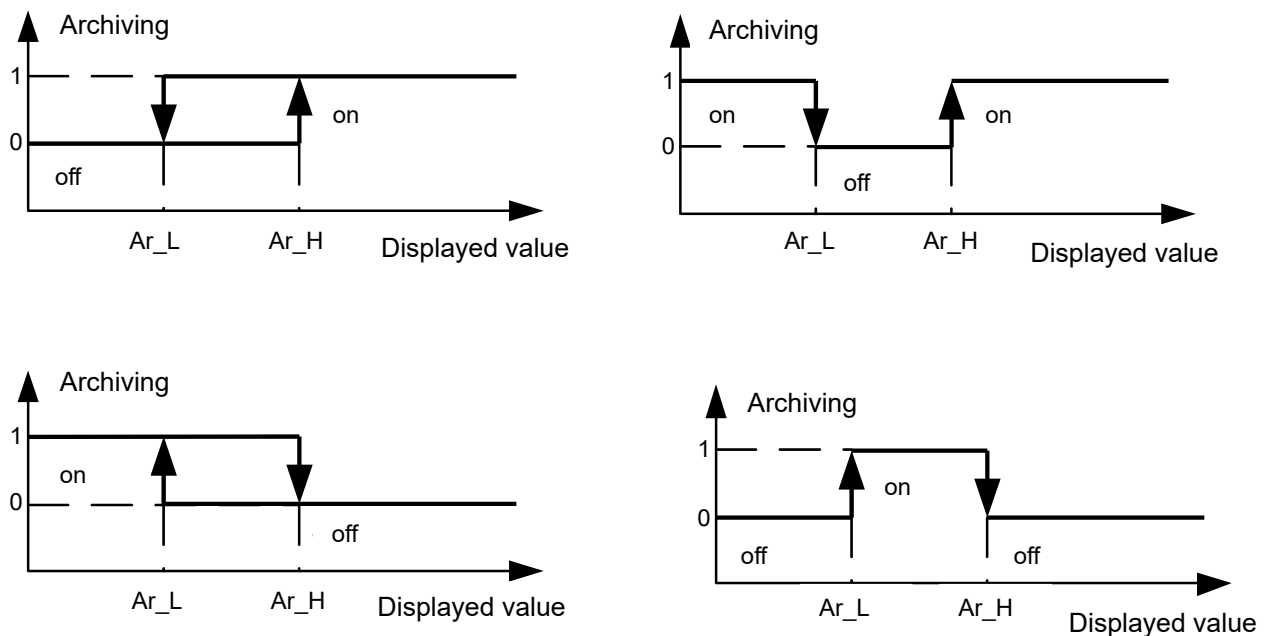 Archiving
1
on
0
off
Ar_L
Ar_H
Displayed value
Archiving
1
on
on
0
off
Ar_L
Ar_H
Displayed value
Archiving
1
on
0
off
Ar_L
Ar_H
Displayed value
Archiving
1
on
0
off
off
Ar_L
Ar_H
Displayed value